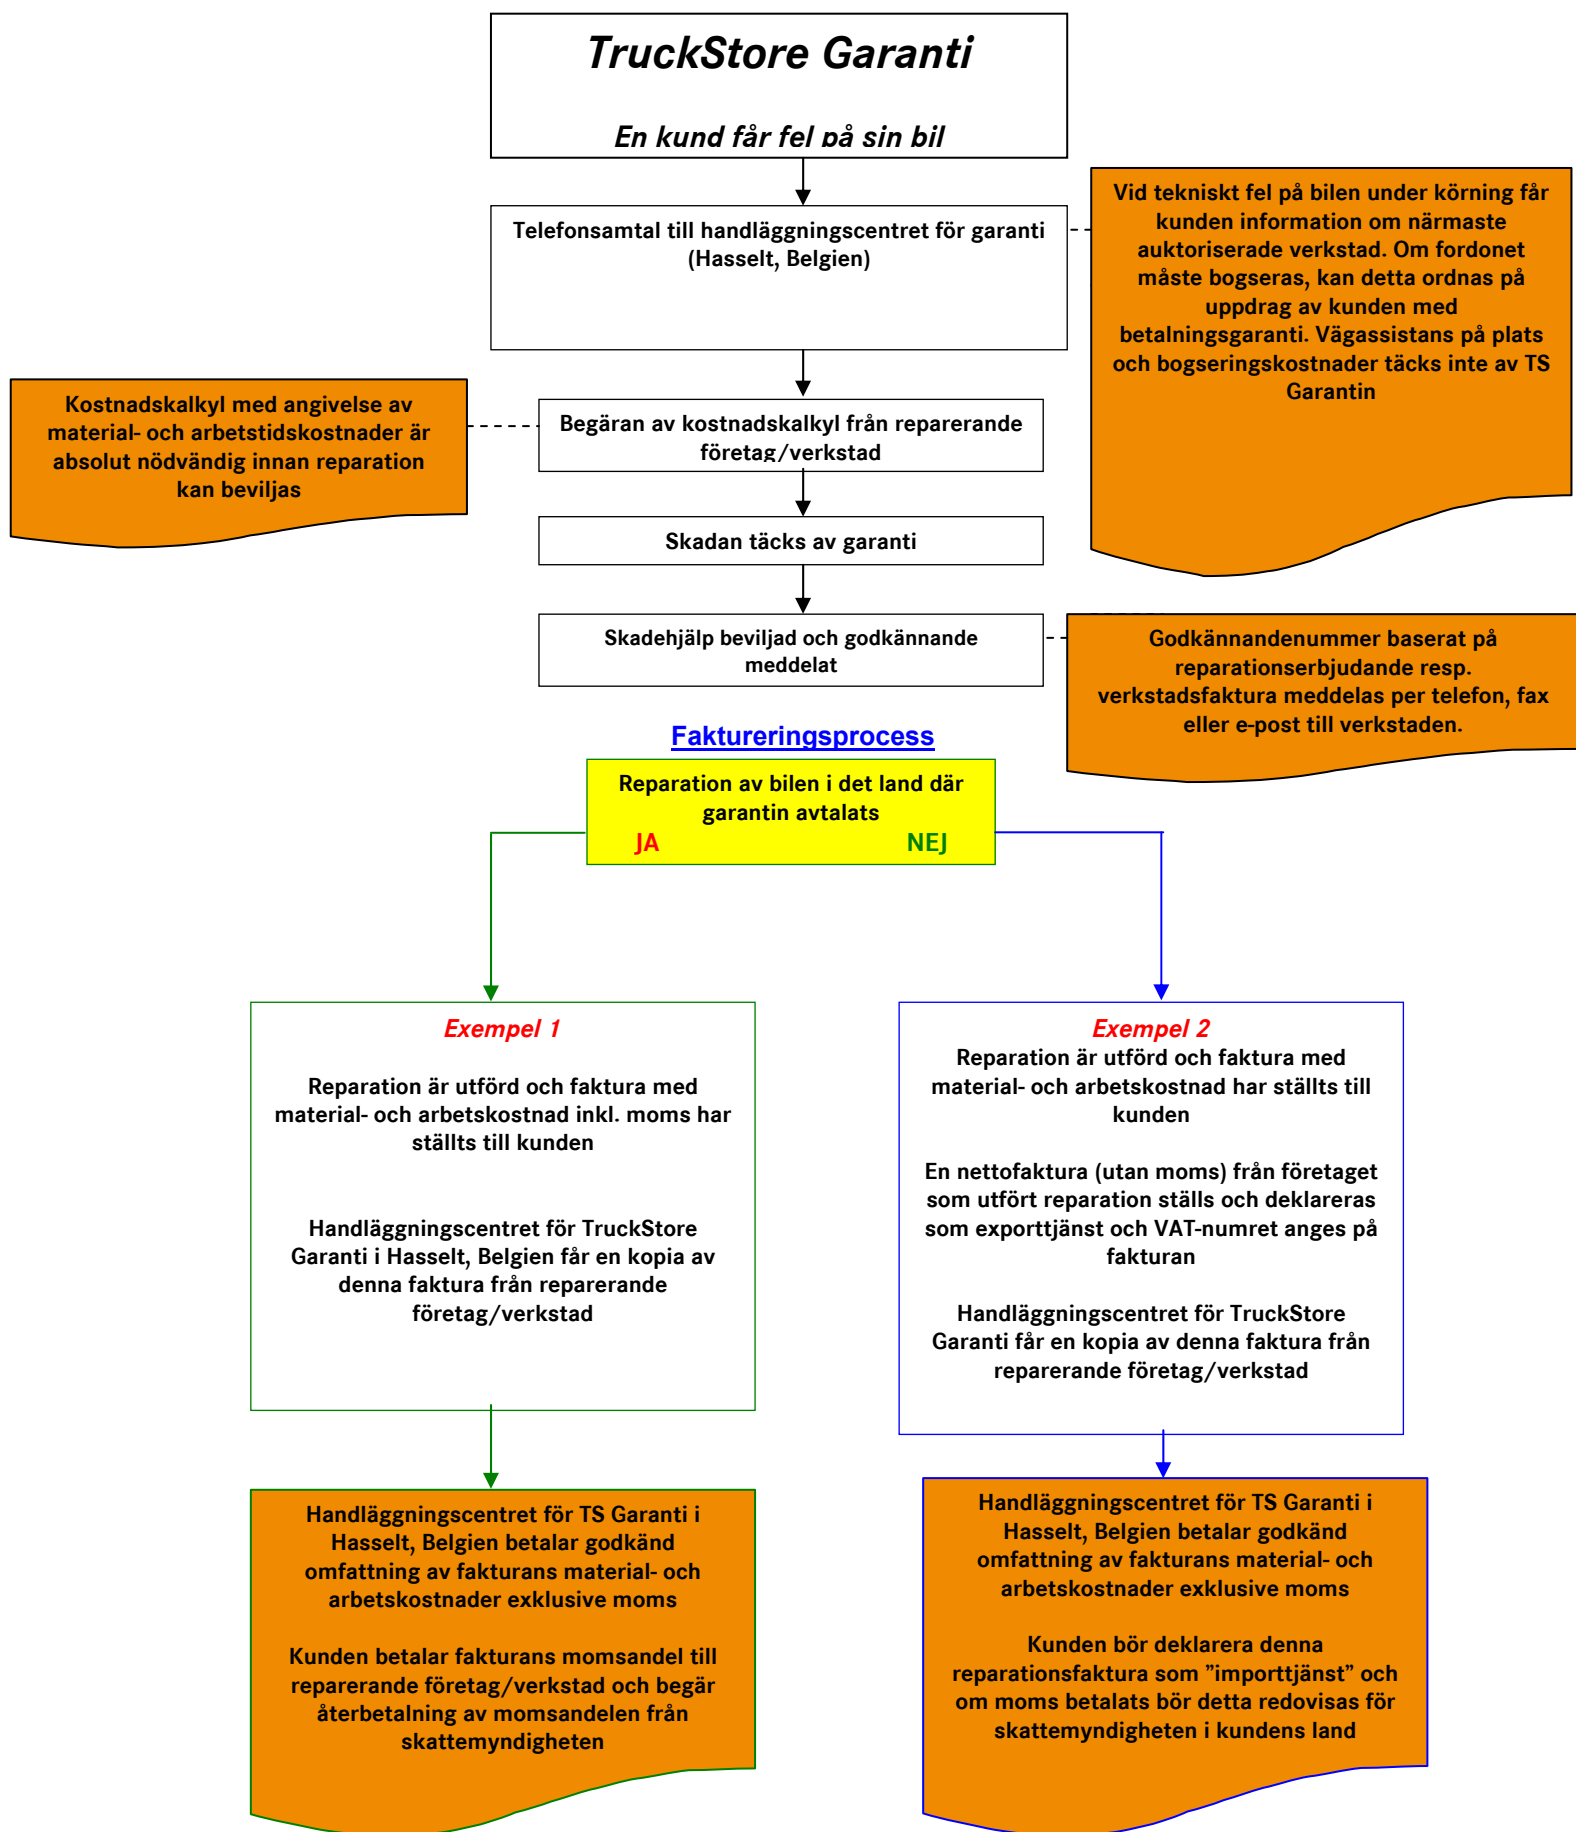 TruckStore Garanti
En kund får fel på sin bil
Telefonsamtal till handläggningscentret för garanti
(Hasselt, Belgien)
Vid tekniskt fel på bilen under körning får
kunden information om närmaste
auktoriserade verkstad. Om fordonet
måste bogseras, kan detta ordnas på
uppdrag av kunden med
betalningsgaranti. Vägassistans på plats
och bogseringskostnader täcks inte av TS
Garantin
Kostnadskalkyl med angivelse av
material- och arbetstidskostnader är
absolut nödvändig innan reparation
kan beviljas
Begäran av kostnadskalkyl från reparerande
företag/verkstad
Skadan täcks av garanti
Skadehjälp beviljad och godkännande
meddelat
Godkännandenummer baserat på
reparationserbjudande resp.
verkstadsfaktura meddelas per telefon, fax
eller e-post till verkstaden.
Faktureringsprocess
Reparation av bilen i det land där
garantin avtalats
JA NEJ
Exempel 1
Reparation är utförd och faktura med
material- och arbetskostnad inkl. moms har
ställts till kunden
Handläggningscentret för TruckStore
Garanti i Hasselt, Belgien får en kopia av
denna faktura från reparerande
företag/verkstad
Exempel 2
Reparation är utförd och faktura med
material- och arbetskostnad har ställts till
kunden
En nettofaktura (utan moms) från företaget
som utfört reparation ställs och deklareras
som exporttjänst och VAT-numret anges på
fakturan
Handläggningscentret för TruckStore
Garanti får en kopia av denna faktura från
reparerande företag/verkstad
Handläggningscentret för TS Garanti i
Hasselt, Belgien betalar godkänd
omfattning av fakturans material- och
arbetskostnader exklusive moms
Kunden betalar fakturans momsandel till
reparerande företag/verkstad och begär
återbetalning av momsandelen från
skattemyndigheten
Handläggningscentret för TS Garanti i
Hasselt, Belgien betalar godkänd
omfattning av fakturans material- och
arbetskostnader exklusive moms
Kunden bör deklarera denna
reparationsfaktura som ”importtjänst” och
om moms betalats bör detta redovisas för
skattemyndigheten i kundens land